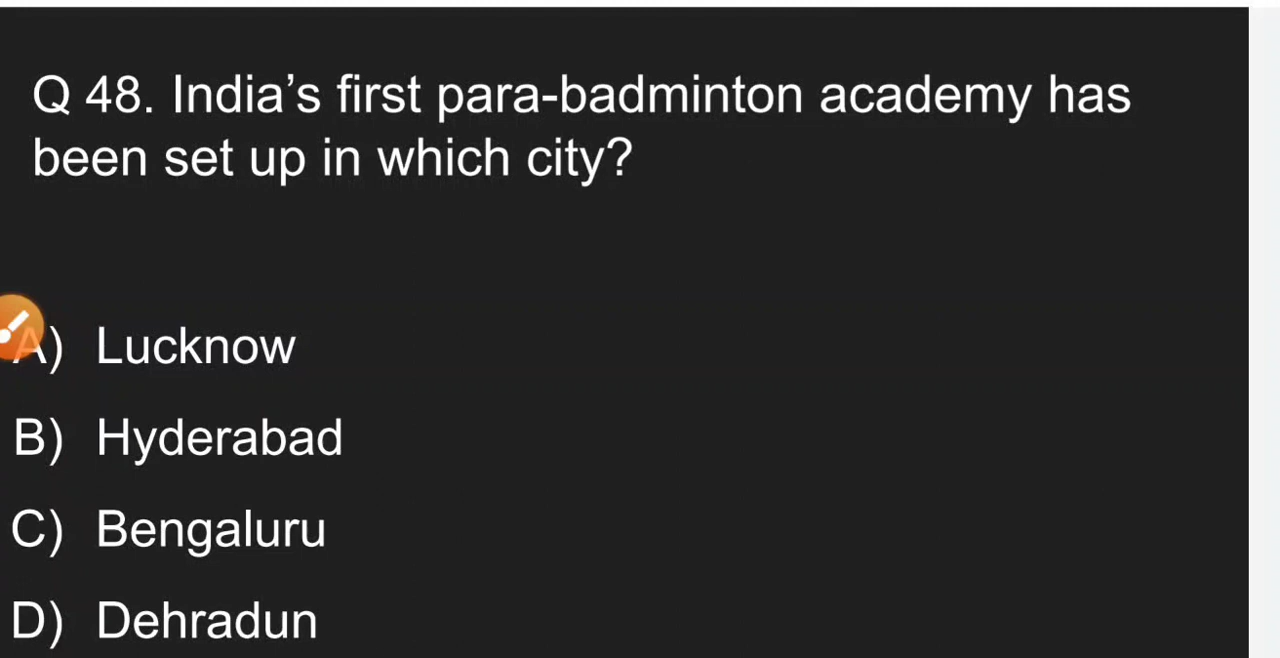 Q 48. India’s first para-badminton academy has
been set up in which city?
A) Lucknow
B) Hyderabad
C) Bengaluru
D) Dehradun